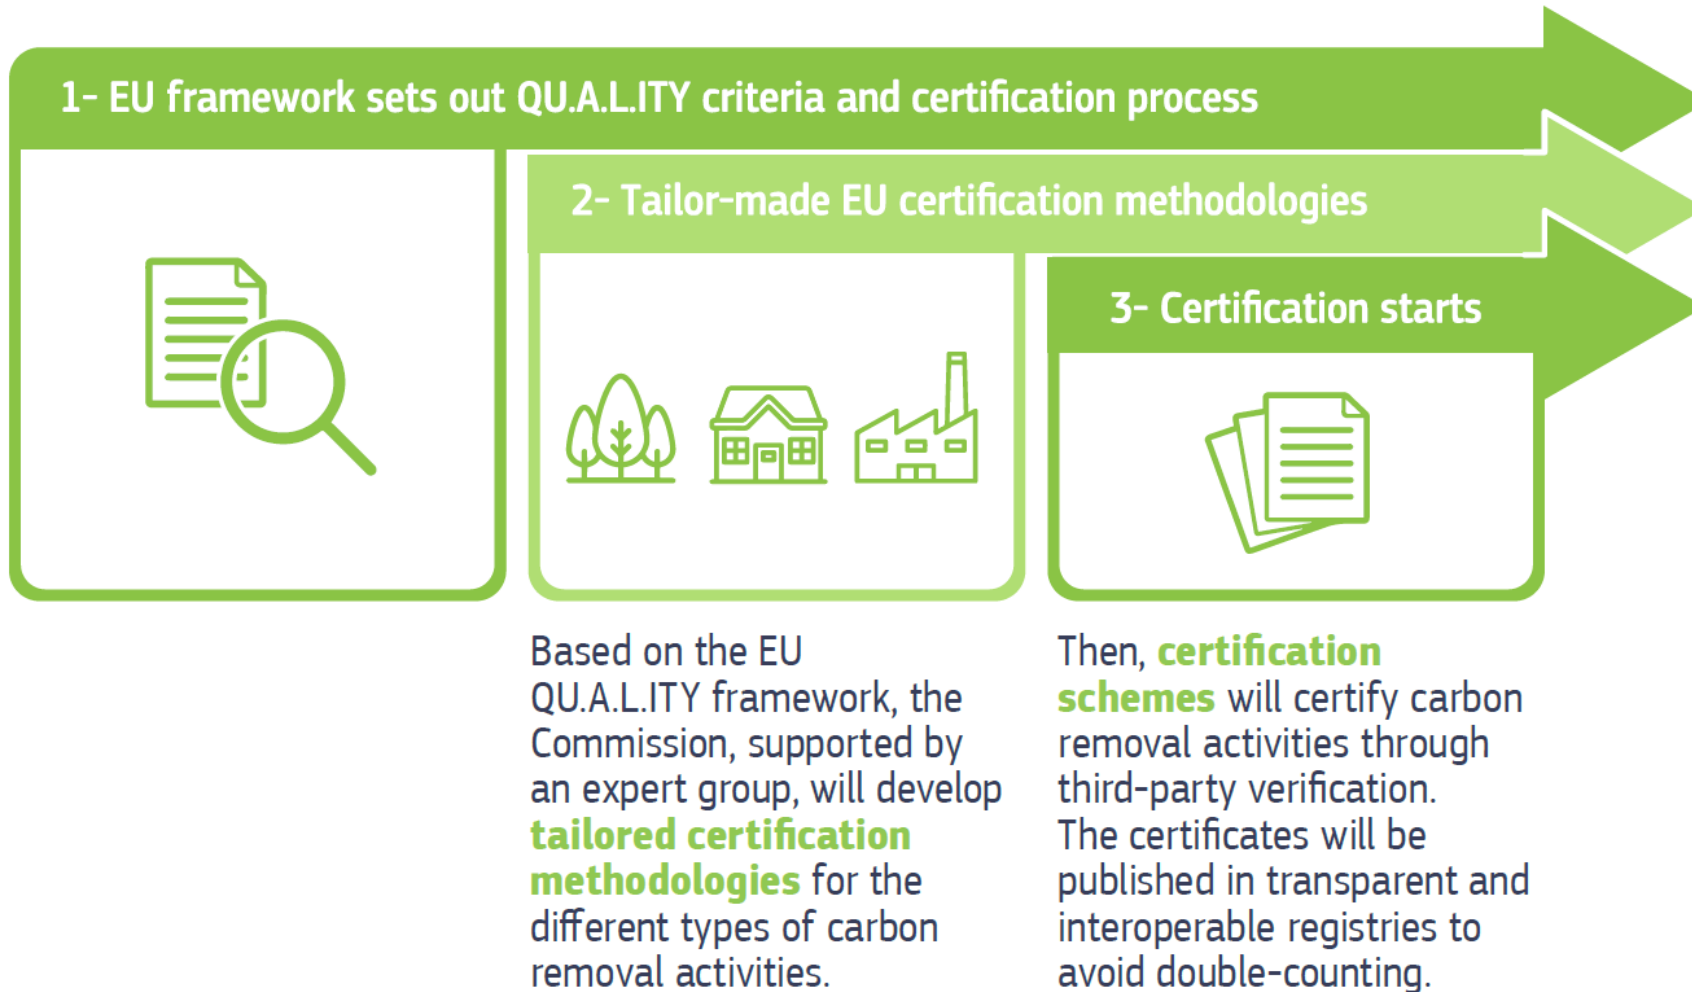 1- EU framework sets out QU.A.L.ITY criteria and certification process
2- Tailor-made EU certification methodologies
3- Certification starts
Based on the EU
QU.A.L.ITY framework, the
Commission, supported by
an expert group, will develop
tailored certification
methodologies for the
different types of carbon
removal activities.
Then, certification
schemes will certify carbon
removal activities through
third-party verification.
The certificates will be
published in transparent and
interoperable registries to
avoid double-counting.